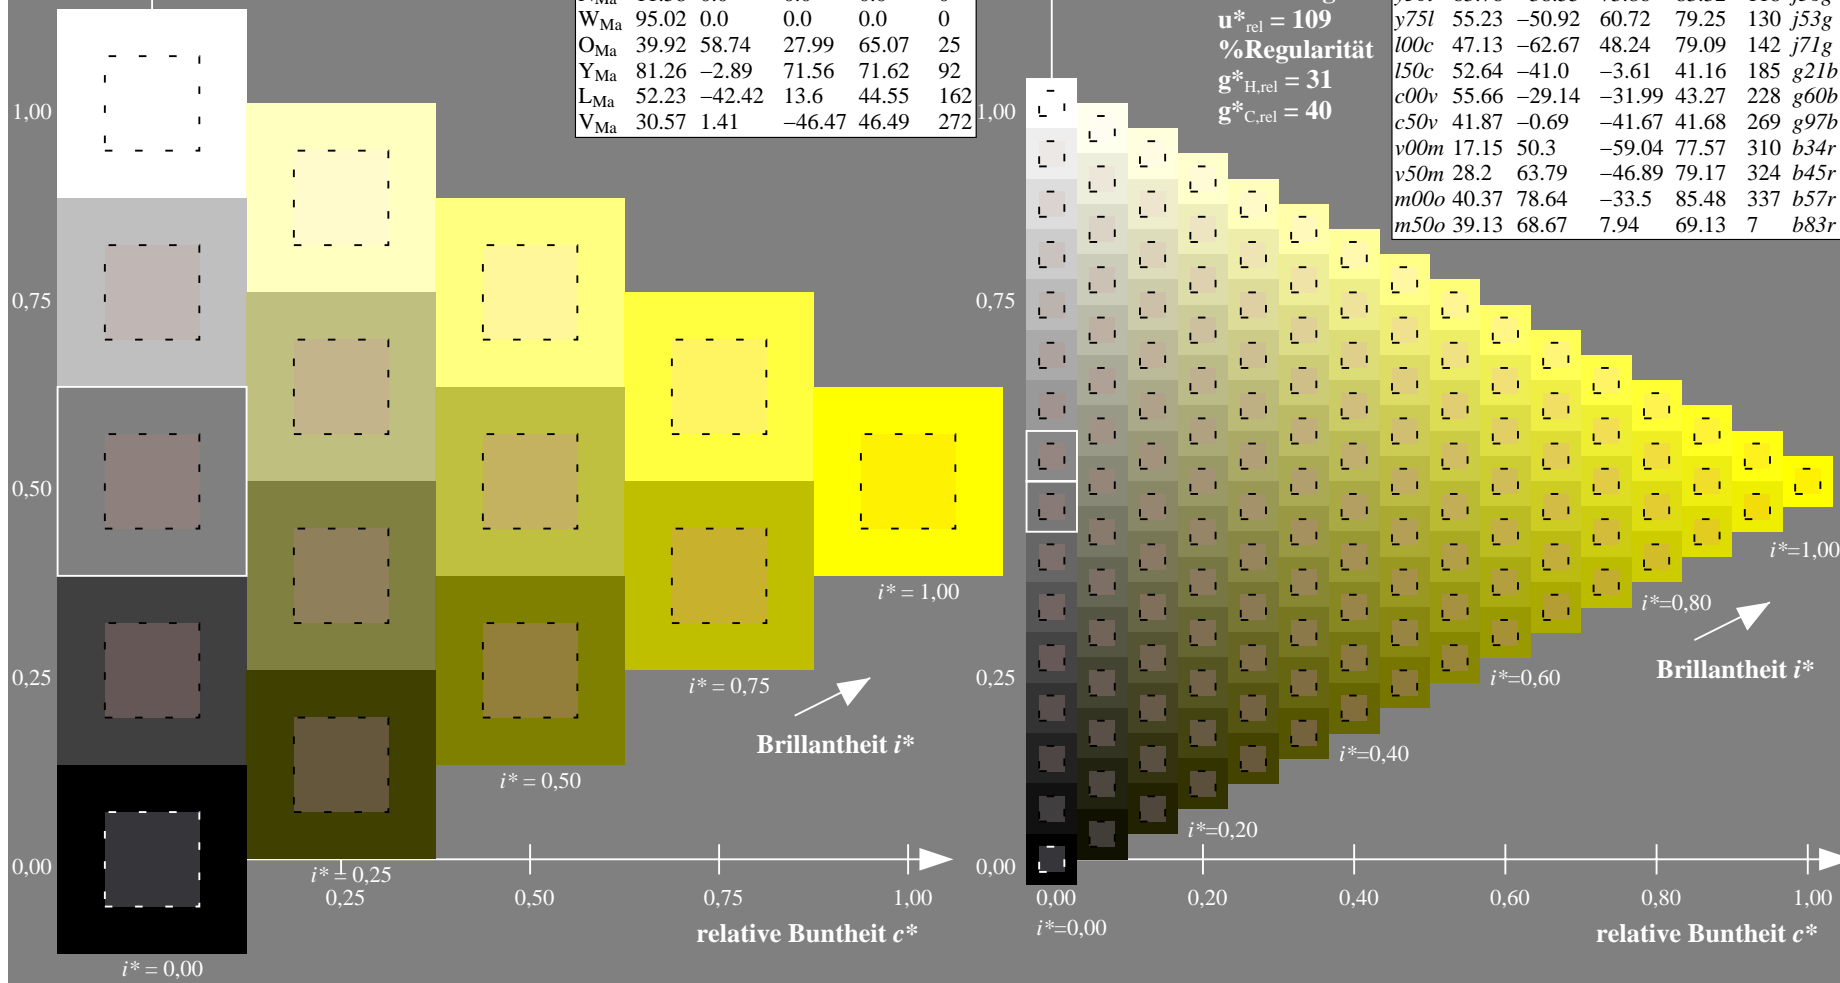 W_Ma 95.02 0.0 0.0 0.0 0
O_Ma 39.92 58.74 27.99 65.07 25
Y_Ma 81.26 −2.89 71.56 71.62 92
L_Ma 52.23 −42.42 13.6 44.55 162
V_Ma 30.57 1.41 −46.47 46.49 272
u*rel = 109
%Regularität
g*H,rel = 31
g*C,rel = 40
y75l 55.23 −50.92 60.72 79.25 130 j53g
l00c 47.13 −62.67 48.24 79.09 142 j71g
l50c 52.64 −41.0 −3.61 41.16 185 g21b
c00v 55.66 −29.14 −31.99 43.27 228 g60b
c50v 41.87 −0.69 −41.67 41.68 269 g97b
v00m 17.15 50.3 −59.04 77.57 310 b34r
v50m 28.2 63.79 −46.89 79.17 324 b45r
m00o 40.37 78.64 −33.5 85.48 337 b57r
m50o 39.13 68.67 7.94 69.13 7 b83r
1,00
0,75
0,50
0,25
0,00
i* = 1,00
i* = 0,75
Brillantheit i*
i* = 0,50
i* = 0,25
i* = 0,00
0,25 0,50 0,75 1,00
relative Buntheit c*
1,00
0,75
0,50
0,25
0,00
i*=1,00
i*=0,80
Brillantheit i*
i*=0,60
i*=0,40
i*=0,20
0,00 0,20 0,40 0,60 0,80 1,00
i*=0,00
relative Buntheit c*